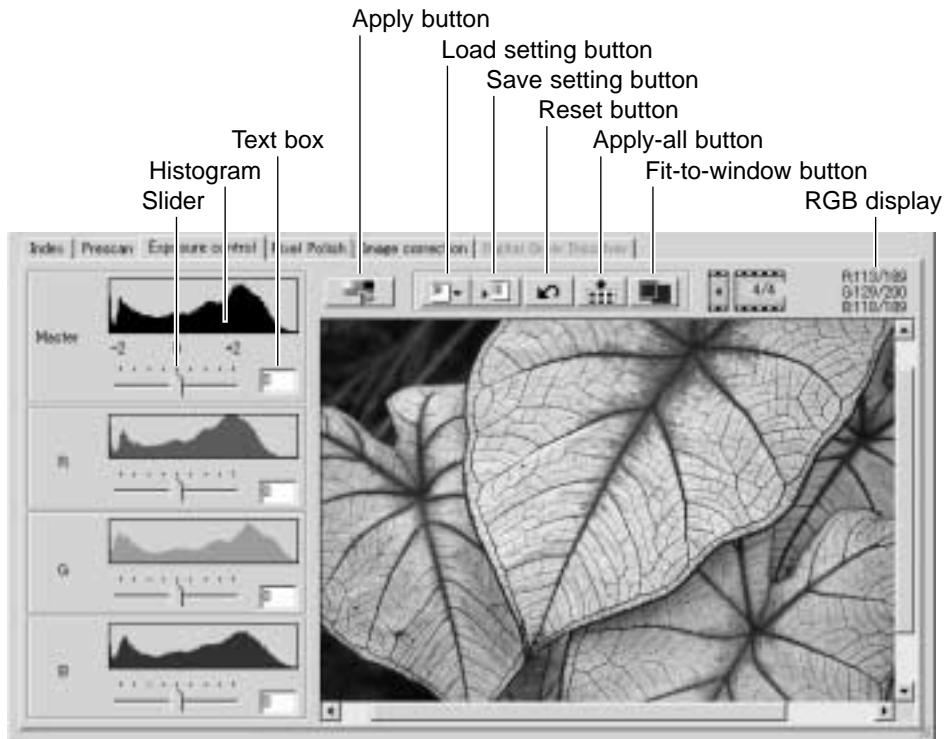 Apply button
Load setting button
Save setting button
Reset button
Text box
Apply-all button
Histogram
Fit-to-window button
Slider
RGB display
Index
Prescan
Exposure control
Pixel Polish
Image correction
4/4
R:113/189
G:129/200
B:110/189
Master
-2
+2
R
G
B